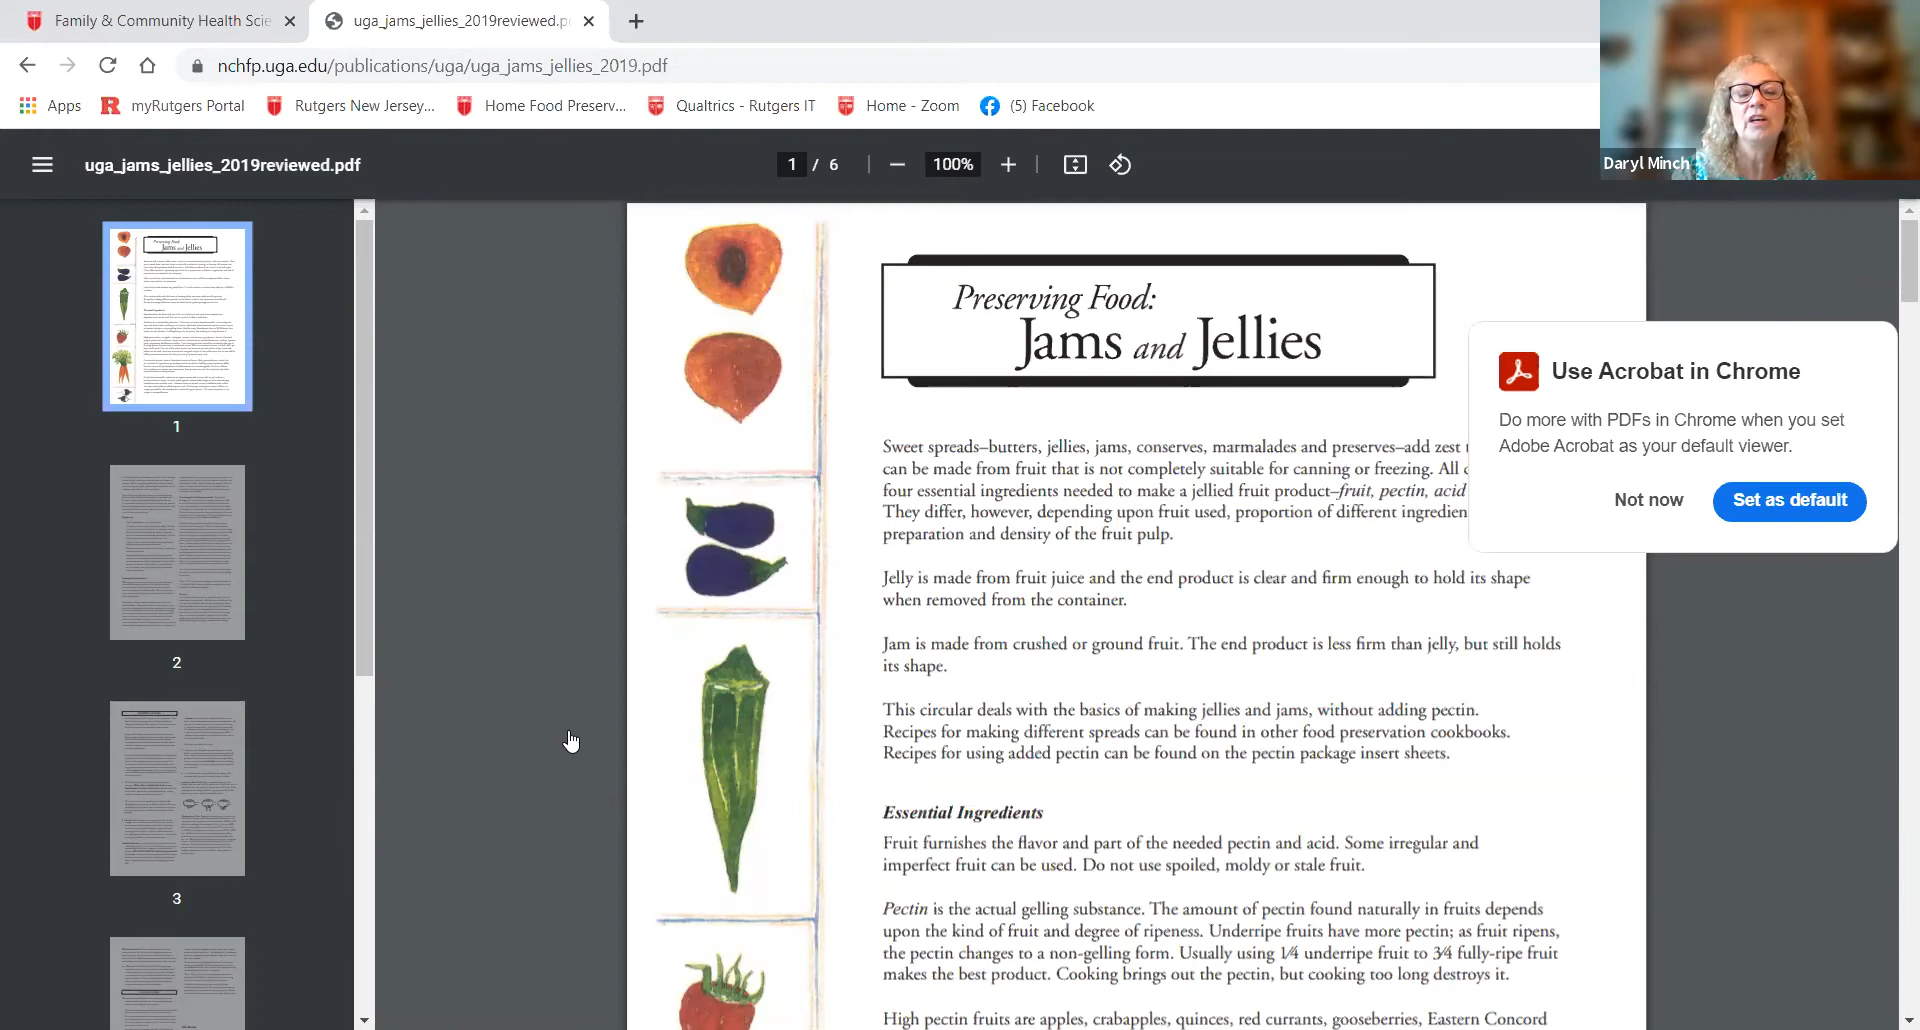 Family & Community Health Scie
uga_jams_jellies_2019reviewed.p
nchfp.uga.edu/publications/uga/uga_jams_jellies_2019.pdf
Apps
myRutgers Portal
Rutgers New Jersey...
Home Food Preserv...
Qualtrics - Rutgers IT
Home - Zoom
(5) Facebook
Daryl Minch
uga_jams_jellies_2019reviewed.pdf
1 / 6
100%
1
2
3
Preserving Food:
Jams and Jellies
Sweet spreads–butters, jellies, jams, conserves, marmalades and preserves–add zest
can be made from fruit that is not completely suitable for canning or freezing. All
four essential ingredients needed to make a jellied fruit product–fruit, pectin, acid
They differ, however, depending upon fruit used, proportion of different ingredien
preparation and density of the fruit pulp.
Jelly is made from fruit juice and the end product is clear and firm enough to hold its shape
when removed from the container.
Jam is made from crushed or ground fruit. The end product is less firm than jelly, but still holds
its shape.
This circular deals with the basics of making jellies and jams, without adding pectin.
Recipes for making different spreads can be found in other food preservation cookbooks.
Recipes for using added pectin can be found on the pectin package insert sheets.
Essential Ingredients
Fruit furnishes the flavor and part of the needed pectin and acid. Some irregular and
imperfect fruit can be used. Do not use spoiled, moldy or stale fruit.
Pectin is the actual gelling substance. The amount of pectin found naturally in fruits depends
upon the kind of fruit and degree of ripeness. Underripe fruits have more pectin; as fruit ripens,
the pectin changes to a non-gelling form. Usually using 1⁄4 underripe fruit to 3⁄4 fully-ripe fruit
makes the best product. Cooking brings out the pectin, but cooking too long destroys it.
High pectin fruits are apples, crabapples, quinces, red currants, gooseberries, Eastern Concord
Use Acrobat in Chrome
Do more with PDFs in Chrome when you set
Adobe Acrobat as your default viewer.
Not now
Set as default